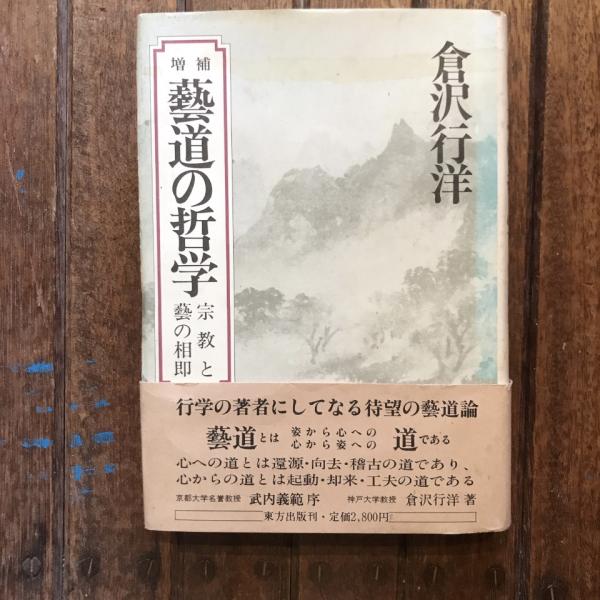 倉沢行洋
増補
藝道の哲学
宗教と
藝の相即
行学の著者にしてなる待望の藝道論
藝道とは 姿から心への 道である
心から姿への
心への道とは還源・向去・稽古の道であり、
心からの道とは起動・却来・工夫の道である
京都大学名誉教授 武内義範 序 神戸大学教授 倉沢行洋 著
東方出版刊・定価2,800円